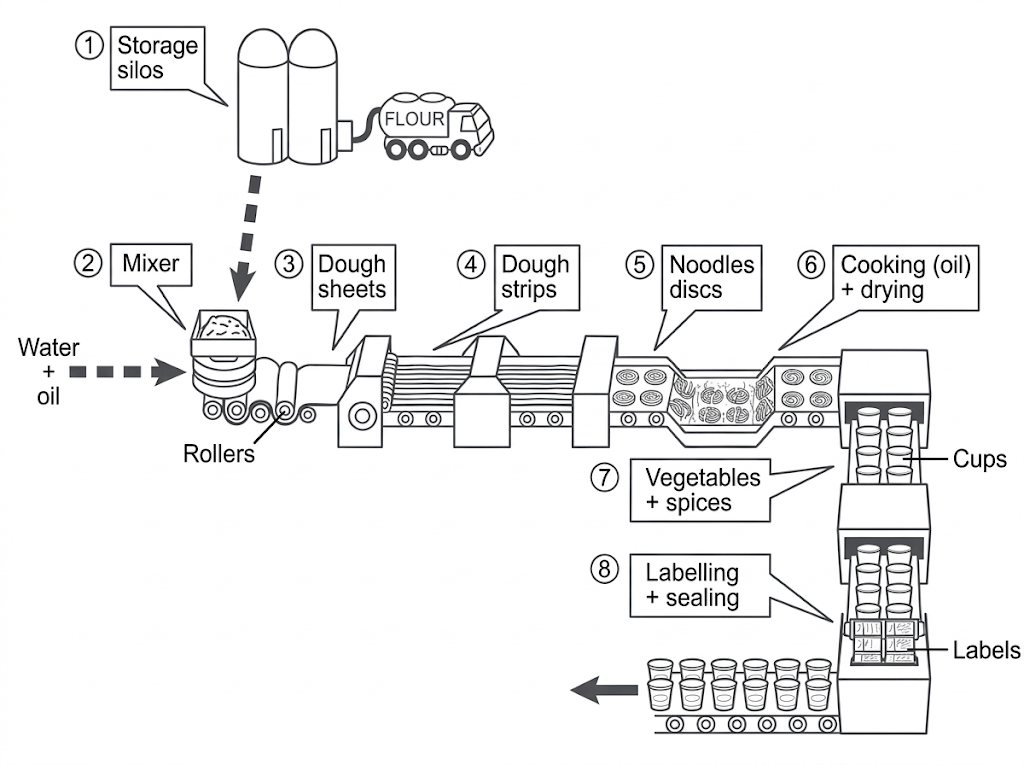 1
Storage
silos
FLOUR
2
Mixer
3
Dough
sheets
4
Dough
strips
5
Noodles
discs
6
Cooking (oil)
+ drying
Water
+
oil
Rollers
7
Vegetables
+ spices
Cups
8
Labelling
+ sealing
Labels